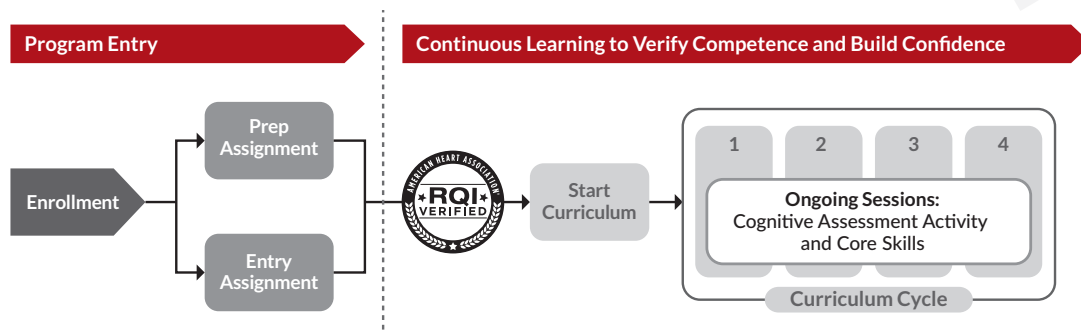 Program Entry
Continuous Learning to Verify Competence and Build Confidence
Enrollment
Prep
Assignment
Entry
Assignment
AMERICAN HEART ASSOCIATION
RQI
VERIFIED
Start
Curriculum
1
2
3
4
Ongoing Sessions:
Cognitive Assessment Activity
and Core Skills
Curriculum Cycle